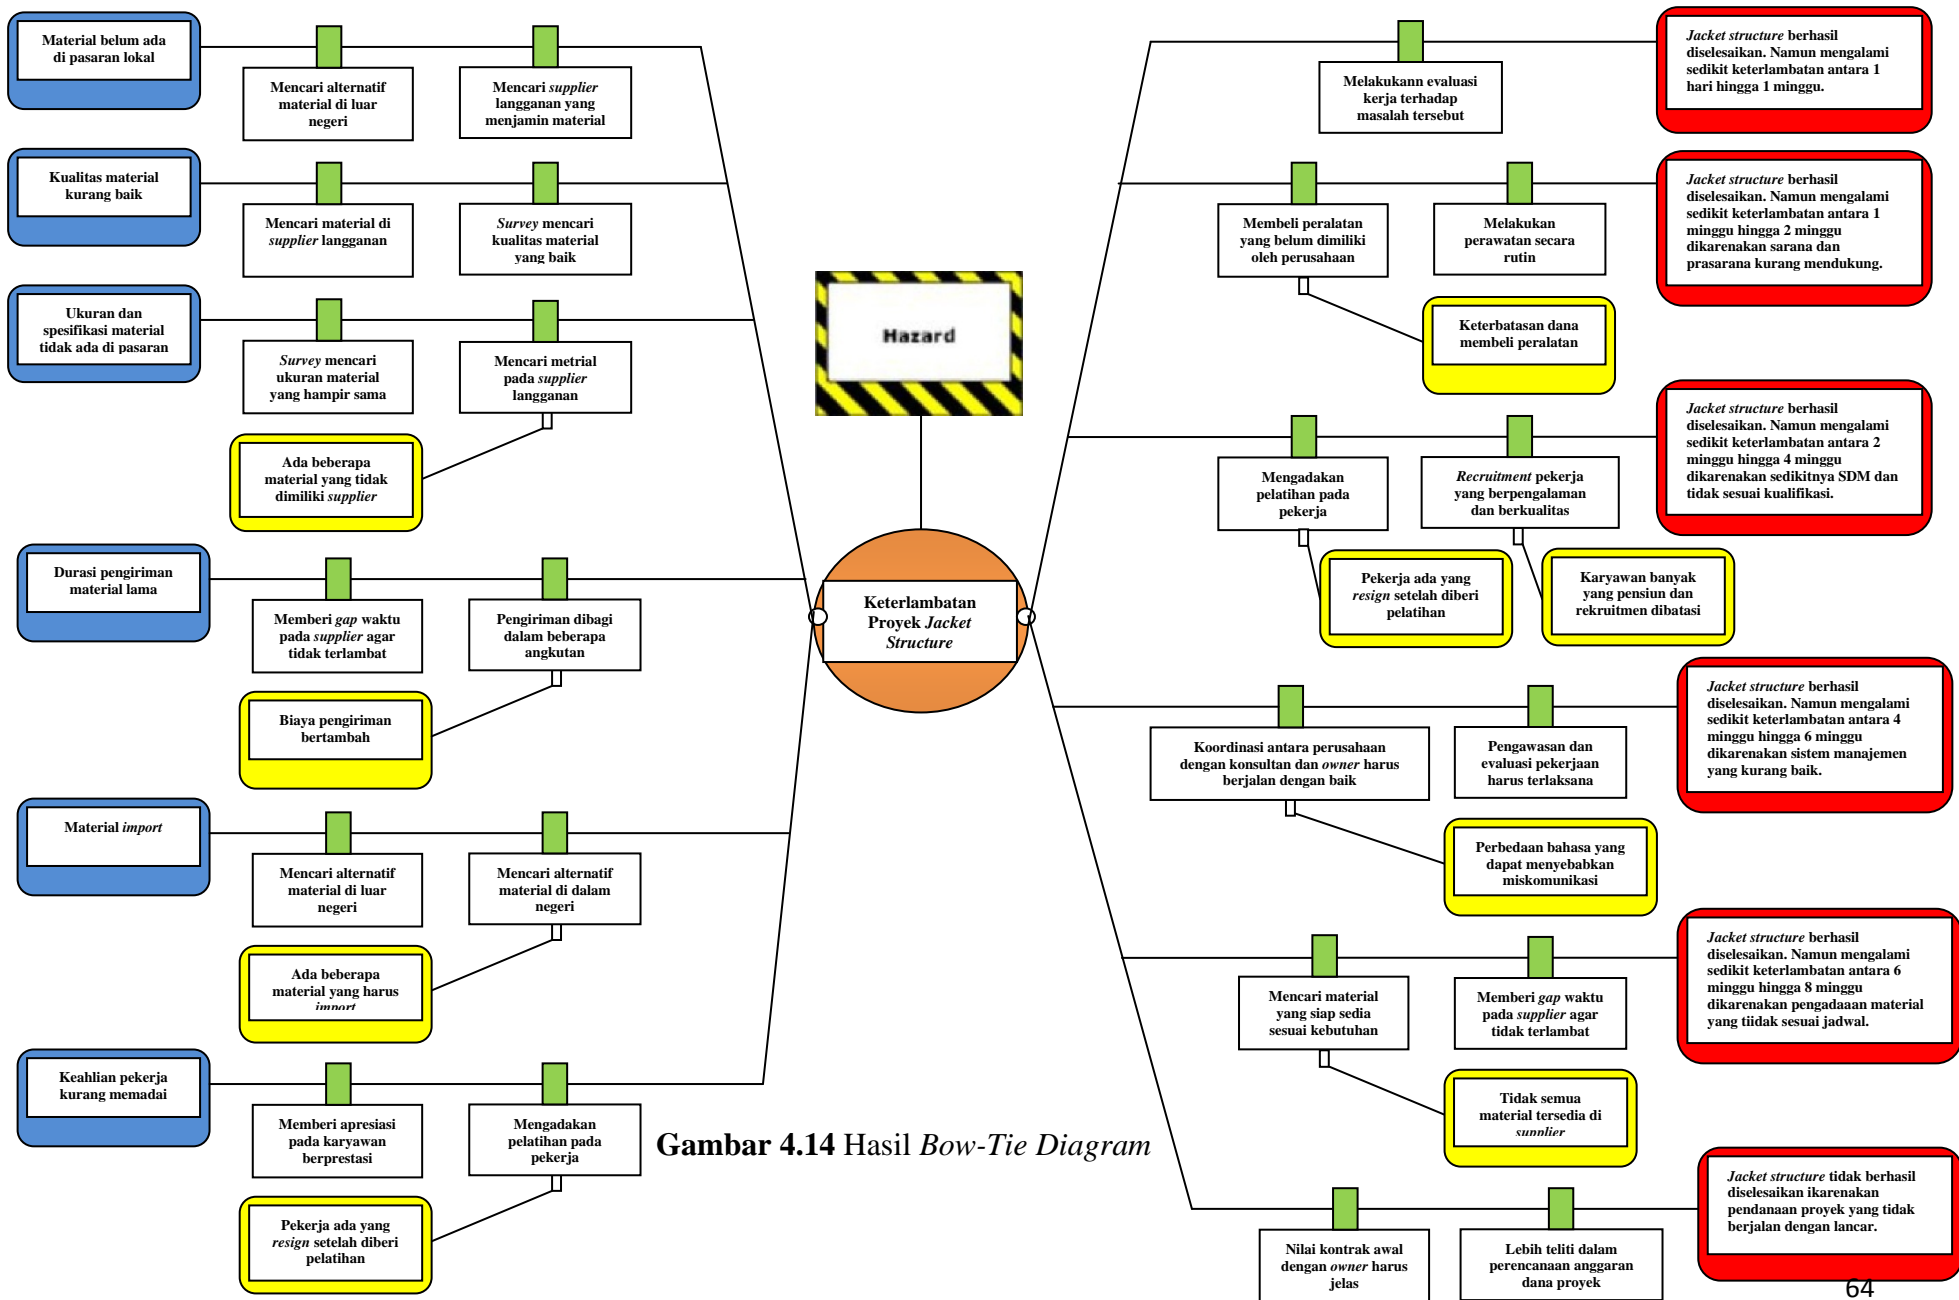 Material belum ada
di pasaran lokal
Mencari alternatif
material di luar
negeri
Mencari supplier
langganan yang
menjamin material
Kualitas material
kurang baik
Mencari material di
supplier langganan
Survey mencari
kualitas material
yang baik
Ukuran dan
spesifikasi material
tidak ada di pasaran
Survey mencari
ukuran material
yang hampir sama
Mencari metrial
pada supplier
langganan
Ada beberapa
material yang tidak
dimiliki supplier
Durasi pengiriman
material lama
Memberi gap waktu
pada supplier agar
tidak terlambat
Pengiriman dibagi
dalam beberapa
angkutan
Biaya pengiriman
bertambah
Material import
Mencari alternatif
material di luar
negeri
Mencari alternatif
material di dalam
negeri
Ada beberapa
material yang harus
import
Keahlian pekerja
kurang memadai
Memberi apresiasi
pada karyawan
berprestasi
Mengadakan
pelatihan pada
pekerja
Pekerja ada yang
resign setelah diberi
pelatihan
Hazard
Keterlambatan
Proyek Jacket
Structure
Melakukann evaluasi
kerja terhadap
masalah tersebut
Jacket structure berhasil
diselesaikan. Namun mengalami
sedikit keterlambatan antara 1
hari hingga 1 minggu.
Membeli peralatan
yang belum dimiliki
oleh perusahaan
Melakukan
perawatan secara
rutin
Keterbatasan dana
membeli peralatan
Jacket structure berhasil
diselesaikan. Namun mengalami
sedikit keterlambatan antara 1
minggu hingga 2 minggu
dikarenakan sarana dan
prasarana kurang mendukung.
Mengadakan
pelatihan pada
pekerja
Recruitment pekerja
yang berpengalaman
dan berkualitas
Pekerja ada yang
resign setelah diberi
pelatihan
Karyawan banyak
yang pensiun dan
rekruitmen dibatasi
Jacket structure berhasil
diselesaikan. Namun mengalami
sedikit keterlambatan antara 2
minggu hingga 4 minggu
dikarenakan sedikitnya SDM dan
tidak sesuai kualifikasi.
Koordinasi antara perusahaan
dengan konsultan dan owner harus
berjalan dengan baik
Pengawasan dan
evaluasi pekerjaan
harus terlaksana
Perbedaan bahasa yang
dapat menyebabkan
miskomunikasi
Jacket structure berhasil
diselesaikan. Namun mengalami
sedikit keterlambatan antara 4
minggu hingga 6 minggu
dikarenakan sistem manajemen
yang kurang baik.
Mencari material
yang siap sedia
sesuai kebutuhan
Memberi gap waktu
pada supplier agar
tidak terlambat
Tidak semua
material tersedia di
supplier
Jacket structure berhasil
diselesaikan. Namun mengalami
sedikit keterlambatan antara 6
minggu hingga 8 minggu
dikarenakan pengadaaan material
yang tiidak sesuai jadwal.
Nilai kontrak awal
dengan owner harus
jelas
Lebih teliti dalam
perencanaan anggaran
dana proyek
Jacket structure tidak berhasil
diselesaikan ikarenakan
pendanaan proyek yang tidak
berjalan dengan lancar.
Gambar 4.14 Hasil Bow-Tie Diagram
64